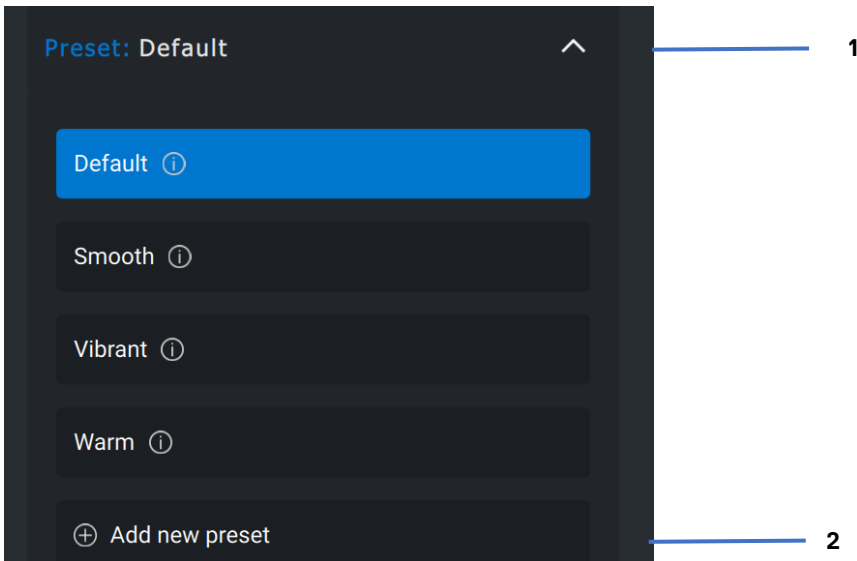 Preset: Default
1
Default
Smooth
Vibrant
Warm
Add new preset
2